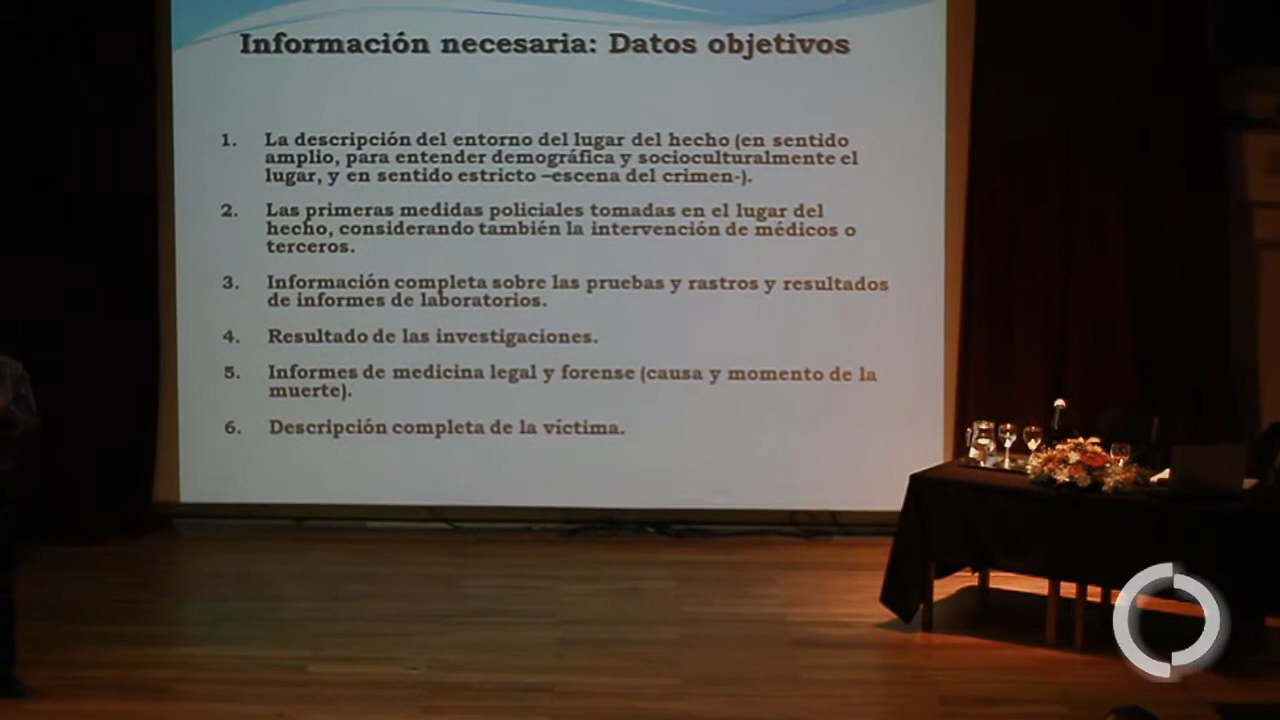 Información necesaria: Datos objetivos
1. La descripción del entorno del lugar del hecho (en sentido
amplio, para entender demográfica y socioculturalmente el
lugar, y en sentido estricto –escena del crimen-).
2. Las primeras medidas policiales tomadas en el lugar del
hecho, considerando también la intervención de médicos o
terceros.
3. Información completa sobre las pruebas y rastros y resultados
de informes de laboratorios.
4. Resultado de las investigaciones.
5. Informes de medicina legal y forense (causa y momento de la
muerte).
6. Descripción completa de la víctima.